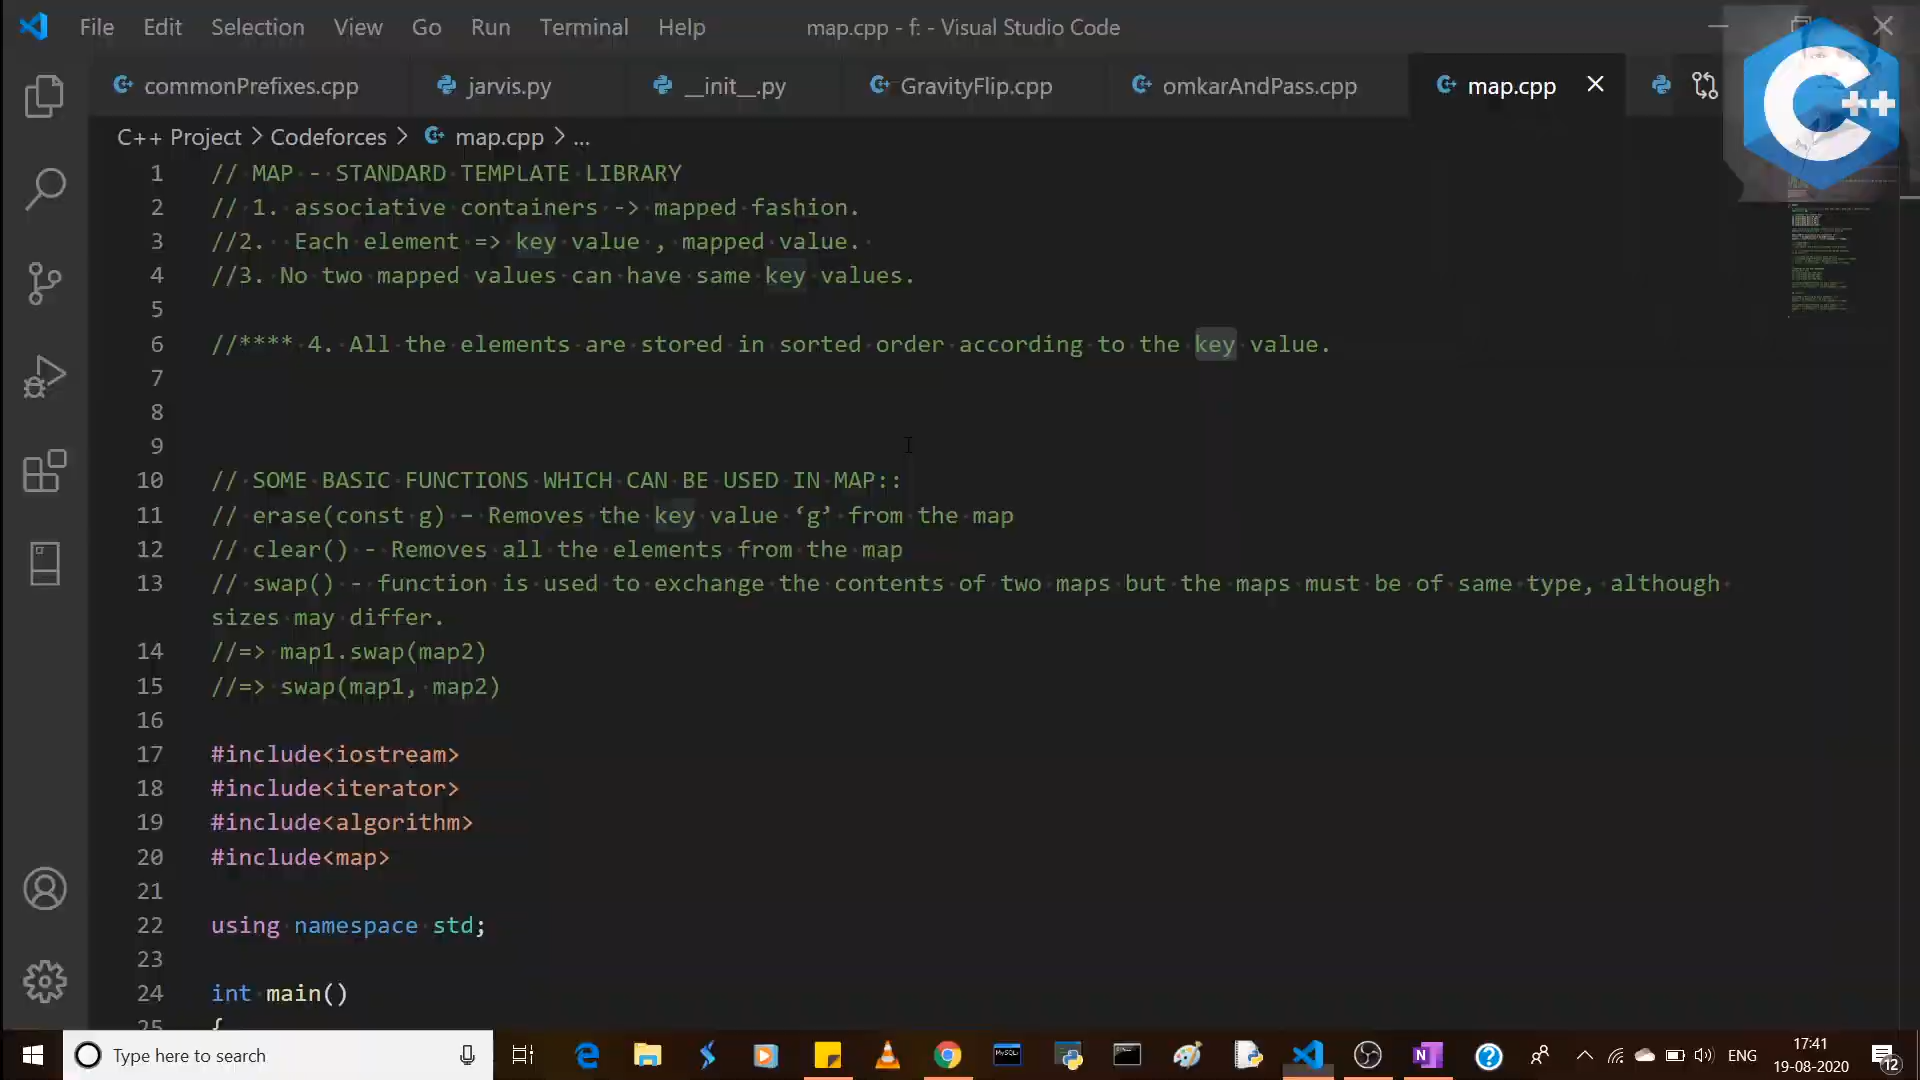 File Edit Selection View Go Run Terminal Help map.cpp - f: - Visual Studio Code
commonPrefixes.cpp jarvis.py __init__.py GravityFlip.cpp omkarAndPass.cpp map.cpp
C++
C++ Project > Codeforces > map.cpp > ...
1 // MAP - STANDARD TEMPLATE LIBRARY
2 // 1. associative containers -> mapped fashion.
3 //2. Each element => key value , mapped value.
4 //3. No two mapped values can have same key values.
5
6 //**** 4. All the elements are stored in sorted order according to the key value.
7
8
9
10 // SOME BASIC FUNCTIONS WHICH CAN BE USED IN MAP::
11 // erase(const g) – Removes the key value ‘g’ from the map
12 // clear() - Removes all the elements from the map
13 // swap() - function is used to exchange the contents of two maps but the maps must be of same type, although
sizes may differ.
14 //=> map1.swap(map2)
15 //=> swap(map1, map2)
16
17 #include<iostream>
18 #include<iterator>
19 #include<algorithm>
20 #include<map>
21
22 using namespace std;
23
24 int main()
25 {
Type here to search MySQL N ENG 17:41
19-08-2020 12